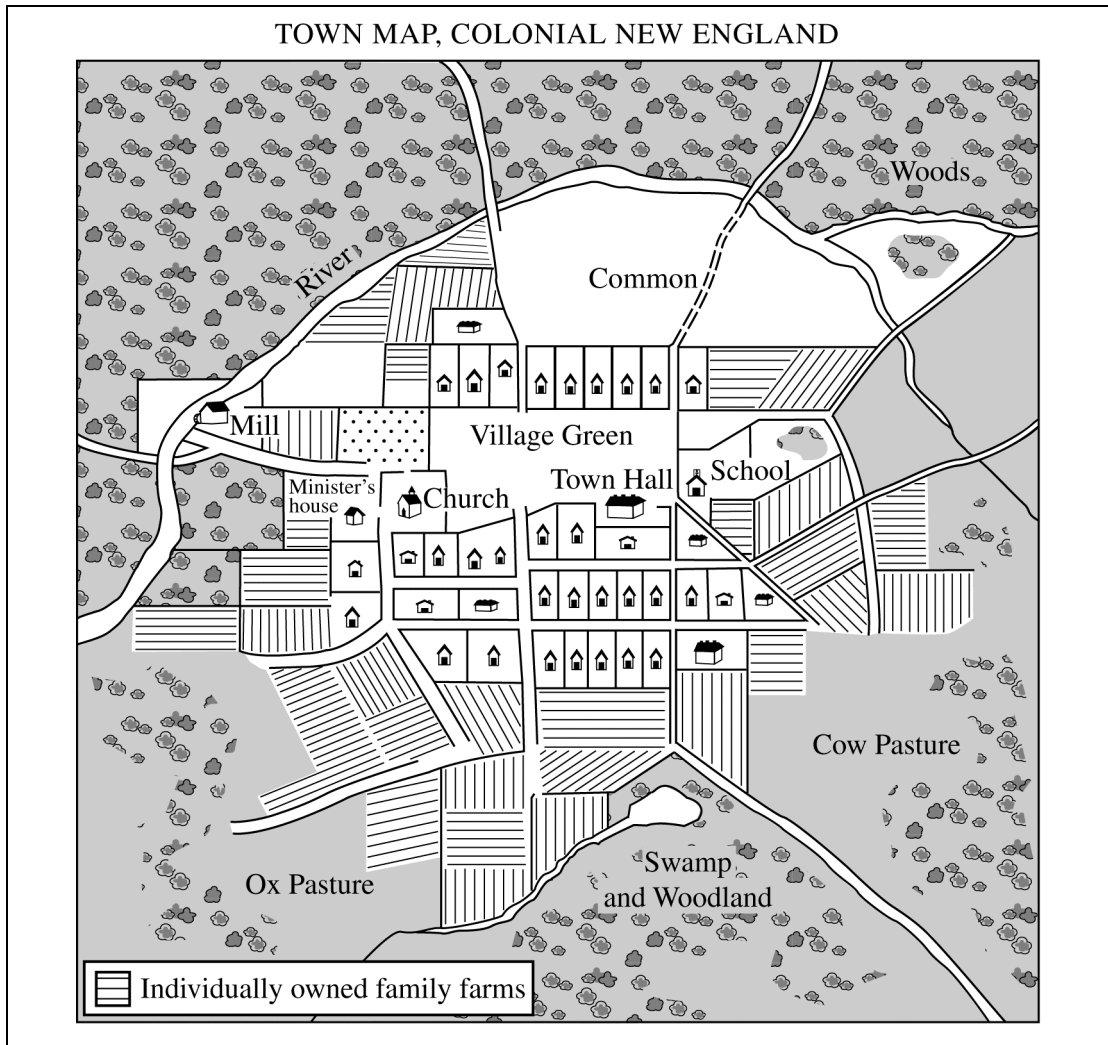 TOWN MAP, COLONIAL NEW ENGLAND
Woods
River
Common
Mill
Village Green
Minister's
house
Church
Town Hall
School
Cow Pasture
Ox Pasture
Swamp
and Woodland
Individually owned family farms